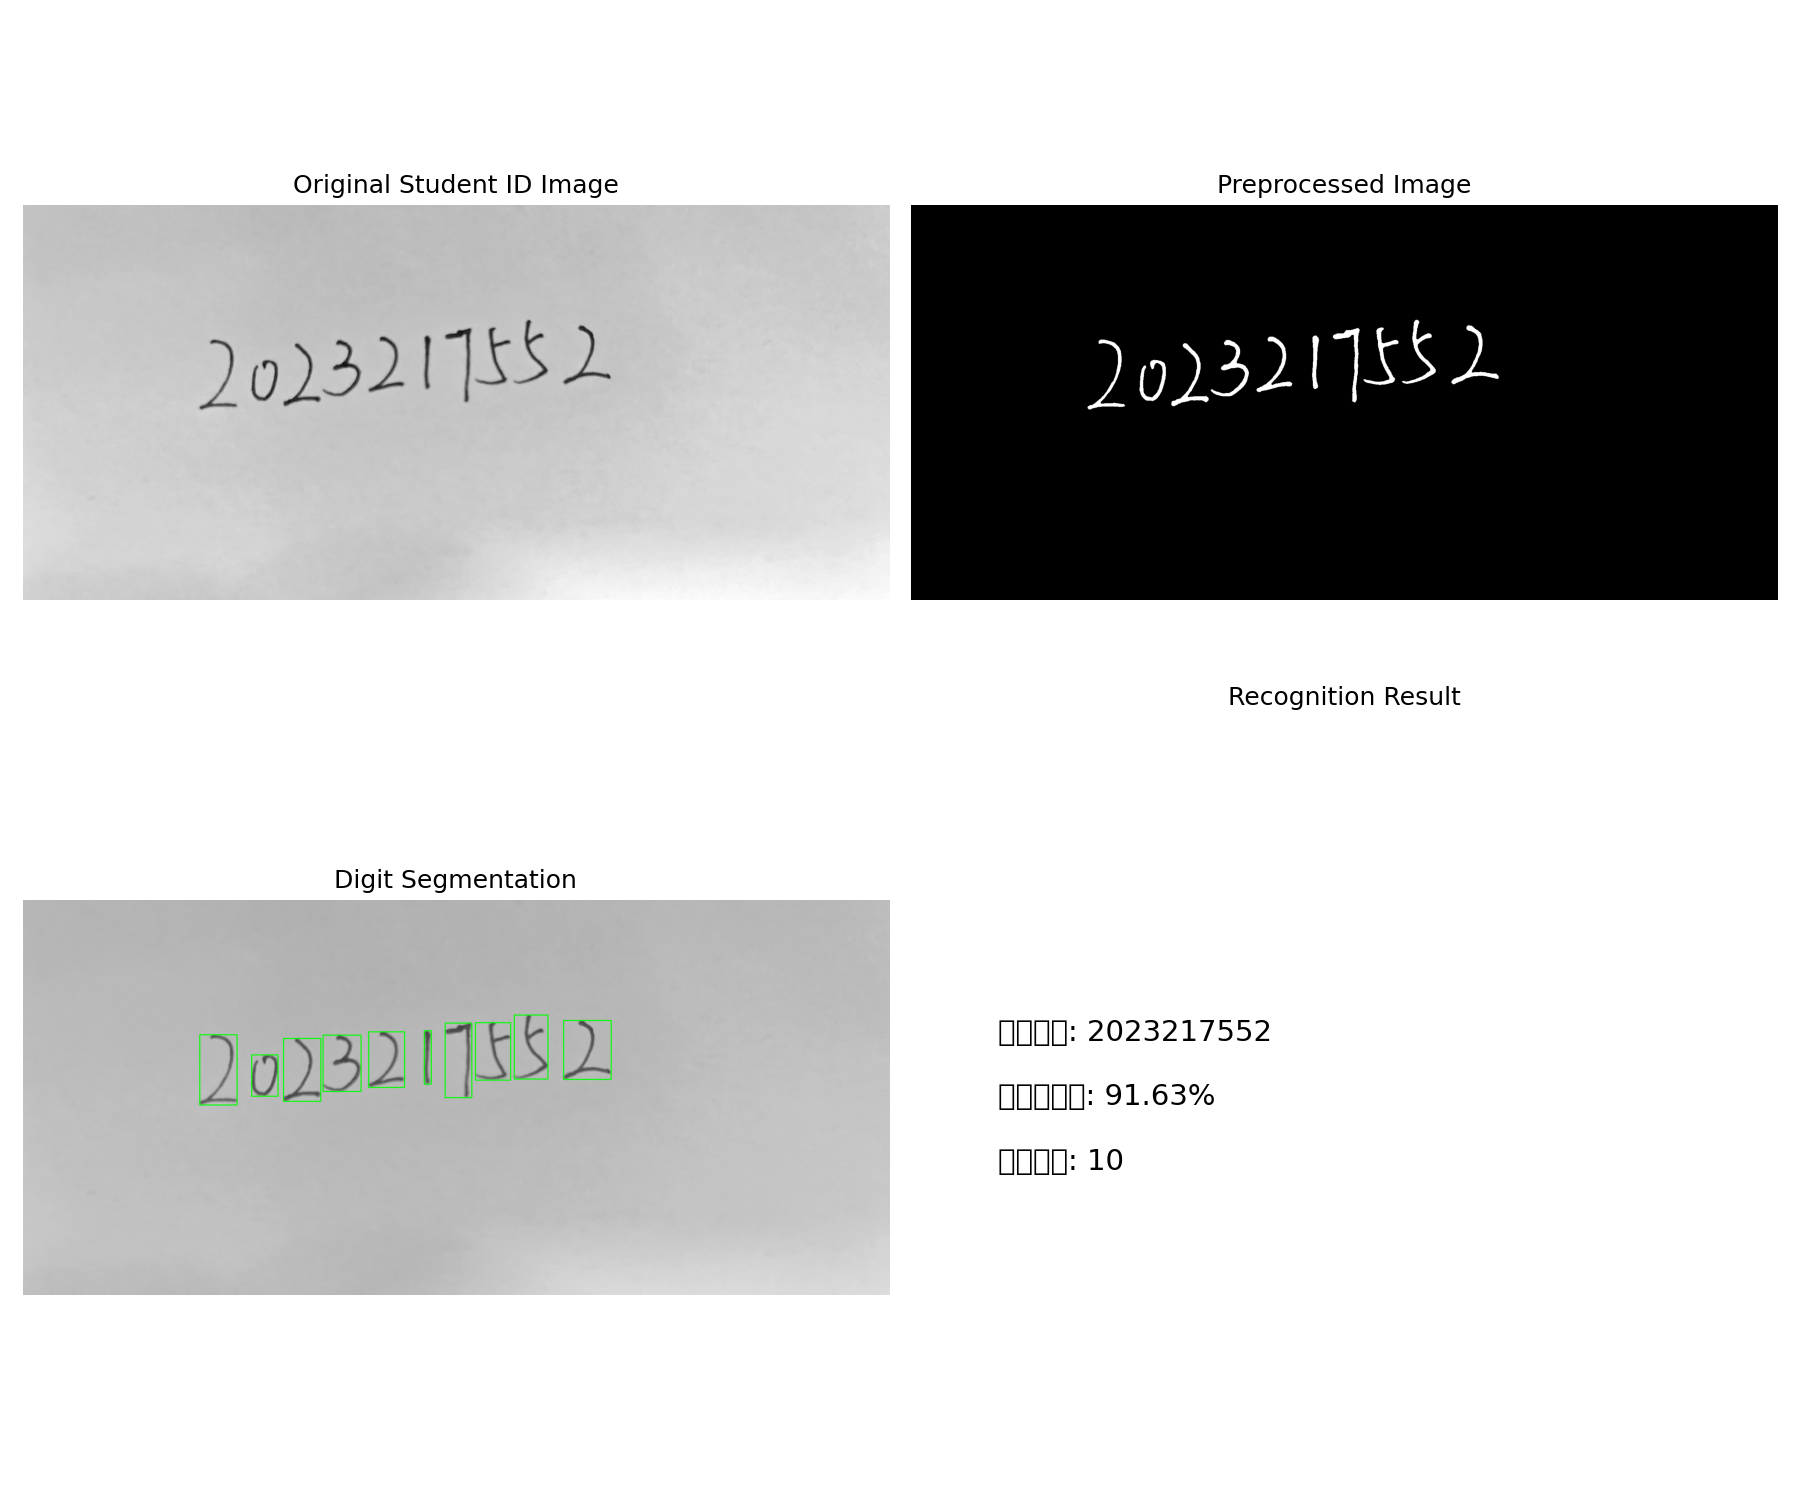 Original Student ID Image
2023217552
Preprocessed Image
2023217552
Digit Segmentation
2023217552
Recognition Result
: 2023217552
: 91.63%
: 10